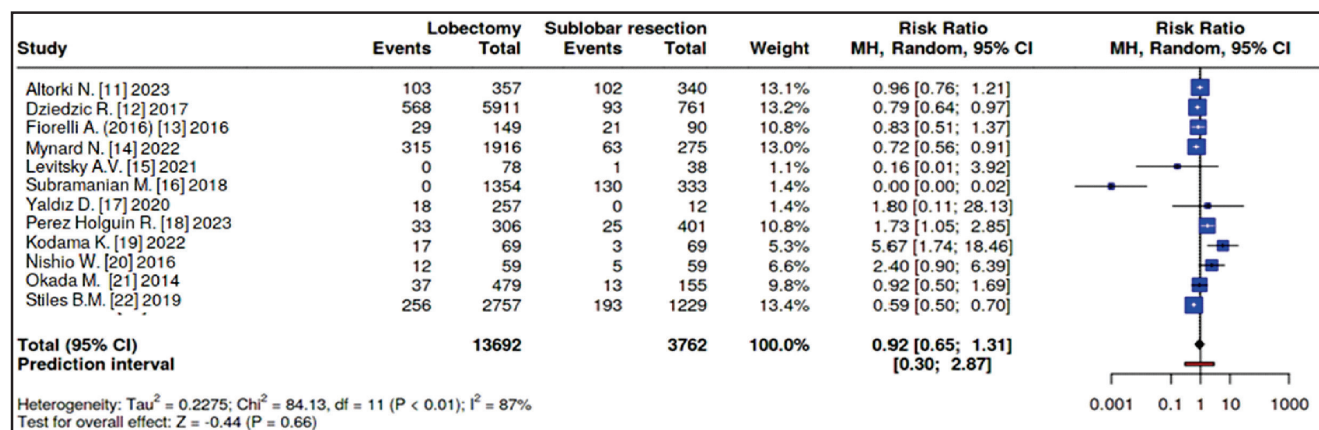 Lobectomy Sublobar resection Risk Ratio Risk Ratio
Study Events Total Events Total Weight MH, Random, 95% CI MH, Random, 95% CI
Altorki N. [11] 2023 103 357 102 340 13.1% 0.96 [0.76; 1.21]
Dziedzic R. [12] 2017 568 5911 93 761 13.2% 0.79 [0.64; 0.97]
Fiorelli A. (2016) [13] 2016 29 149 21 90 10.8% 0.83 [0.51; 1.37]
Mynard N. [14] 2022 315 1916 63 275 13.0% 0.72 [0.56; 0.91]
Levitsky A.V. [15] 2021 0 78 1 38 1.1% 0.16 [0.01; 3.92]
Subramanian M. [16] 2018 0 1354 130 333 1.4% 0.00 [0.00; 0.02]
Yaldız D. [17] 2020 18 257 0 12 1.4% 1.80 [0.11; 28.13]
Perez Holguin R. [18] 2023 33 306 25 401 10.8% 1.73 [1.05; 2.85]
Kodama K. [19] 2022 17 69 3 69 5.3% 5.67 [1.74; 18.46]
Nishio W. [20] 2016 12 59 5 59 6.6% 2.40 [0.90; 6.39]
Okada M. [21] 2014 37 479 13 155 9.8% 0.92 [0.50; 1.69]
Stiles B.M. [22] 2019 256 2757 193 1229 13.4% 0.59 [0.50; 0.70]
Total (95% CI) 13692 3762 100.0% 0.92 [0.65; 1.31]
Prediction interval [0.30; 2.87]
Heterogeneity: Tau² = 0.2275; Chi² = 84.13, df = 11 (P < 0.01); I² = 87%
Test for overall effect: Z = -0.44 (P = 0.66)
0.001 0.1 1 10 1000